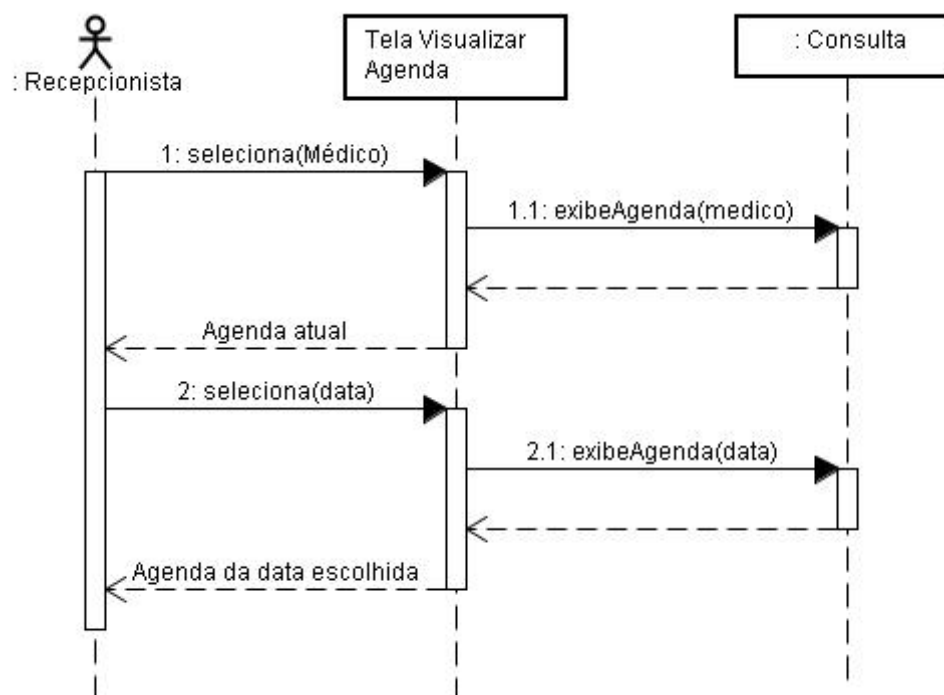 : Recepcionista
Tela Visualizar
Agenda
: Consulta
1: seleciona(Médico)
1.1: exibeAgenda(medico)
Agenda atual
2: seleciona(data)
2.1: exibeAgenda(data)
Agenda da data escolhida